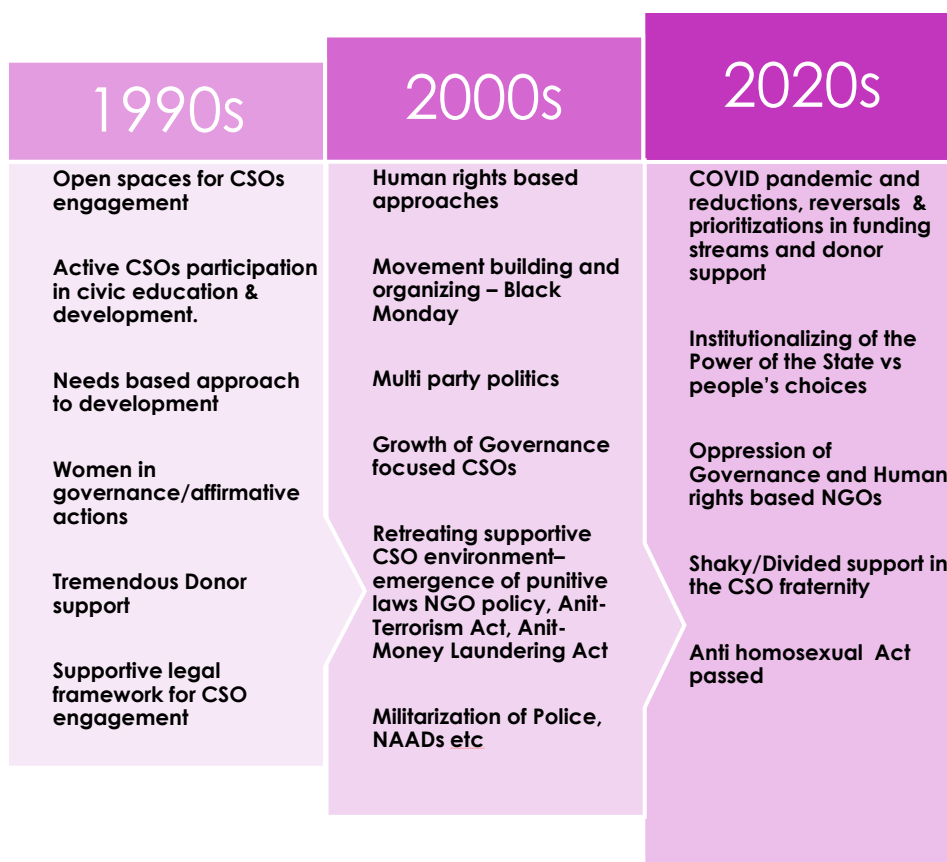 1990s
Open spaces for CSOs
engagement
Active CSOs participation
in civic education &
development.
Needs based approach
to development
Women in
governance/affirmative
actions
Tremendous Donor
support
Supportive legal
framework for CSO
engagement
2000s
Human rights based
approaches
Movement building and
organizing – Black
Monday
Multi party politics
Growth of Governance
focused CSOs
Retreating supportive
CSO environment–
emergence of punitive
laws NGO policy, Anit-
Terrorism Act, Anit-
Money Laundering Act
Militarization of Police,
NAADs etc
2020s
COVID pandemic and
reductions, reversals &
prioritizations in funding
streams and donor
support
Institutionalizing of the
Power of the State vs
people’s choices
Oppression of
Governance and Human
rights based NGOs
Shaky/Divided support in
the CSO fraternity
Anti homosexual Act
passed